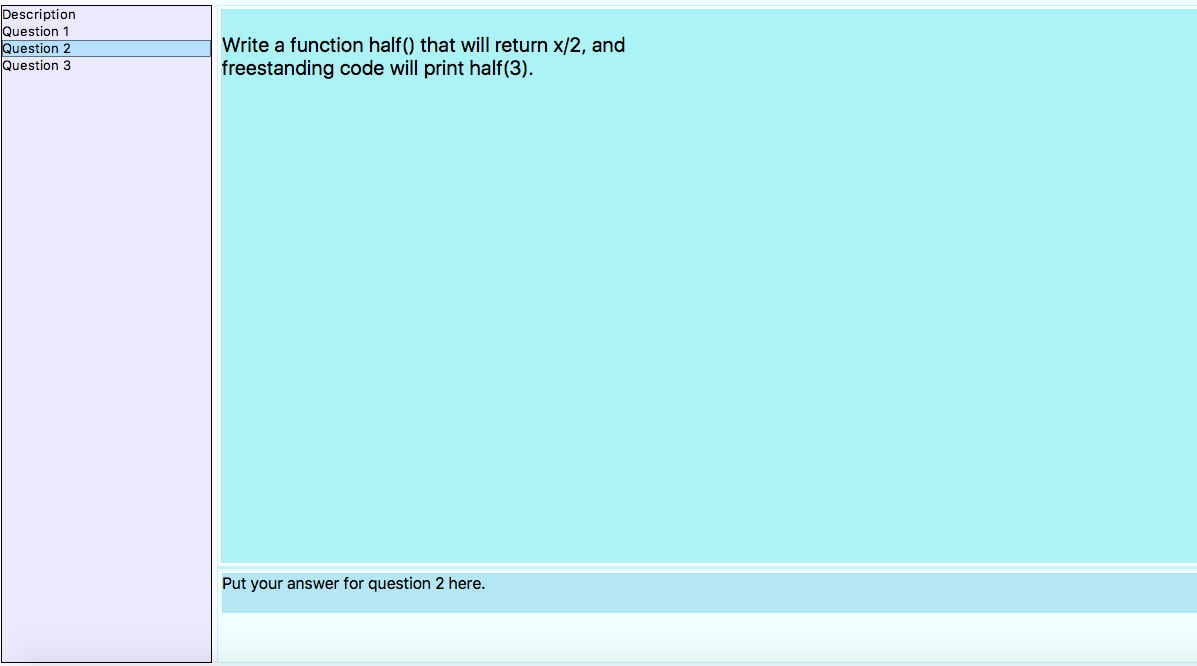 Description
Question 1
Question 2
Question 3
Write a function half() that will return x/2, and
freestanding code will print half(3).
Put your answer for question 2 here.